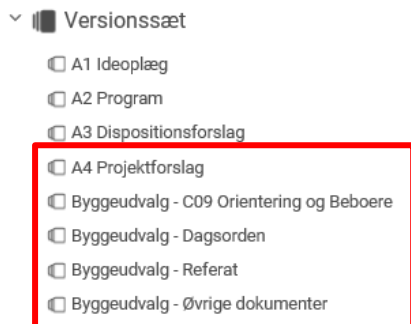 Versionssæt
A1 Ideoplæg
A2 Program
A3 Dispositionsforslag
A4 Projektforslag
Byggeudvalg - C09 Orientering og Beboere
Byggeudvalg - Dagsorden
Byggeudvalg - Referat
Byggeudvalg - Øvrige dokumenter